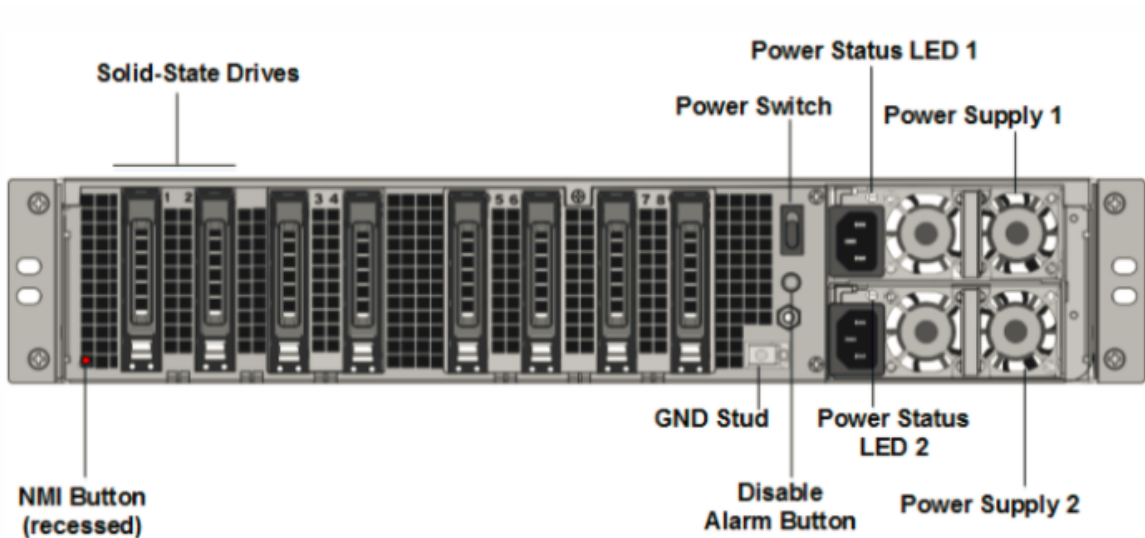 Power Status LED 1
Solid-State Drives
Power Switch
Power Supply 1
1 2
3 4
5 6
7 8
GND Stud
Power Status
LED 2
NMI Button
(recessed)
Disable
Alarm Button
Power Supply 2